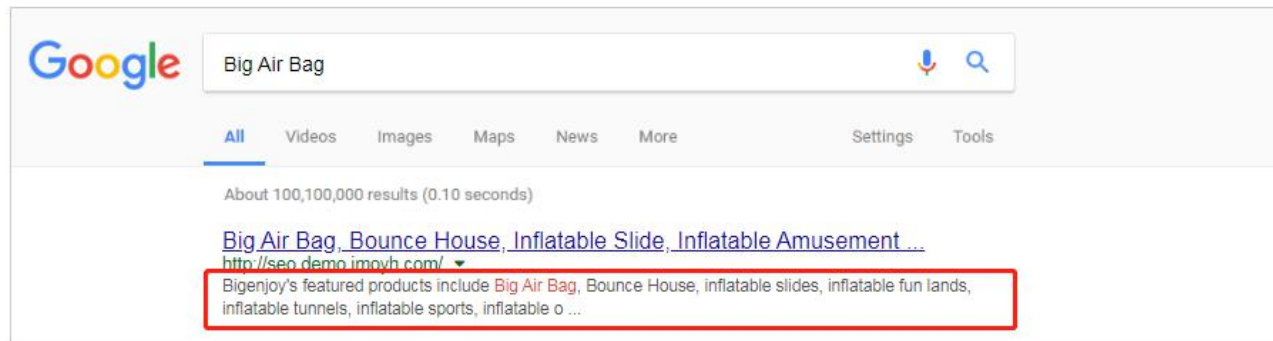 Google
Big Air Bag
All Videos Images Maps News More Settings Tools
About 100,100,000 results (0.10 seconds)
Big Air Bag, Bounce House, Inflatable Slide, Inflatable Amusement ...
http://seo.demo.imoyh.com/
Bigenjoy's featured products include Big Air Bag, Bounce House, inflatable slides, inflatable fun lands,
inflatable tunnels, inflatable sports, inflatable o ...